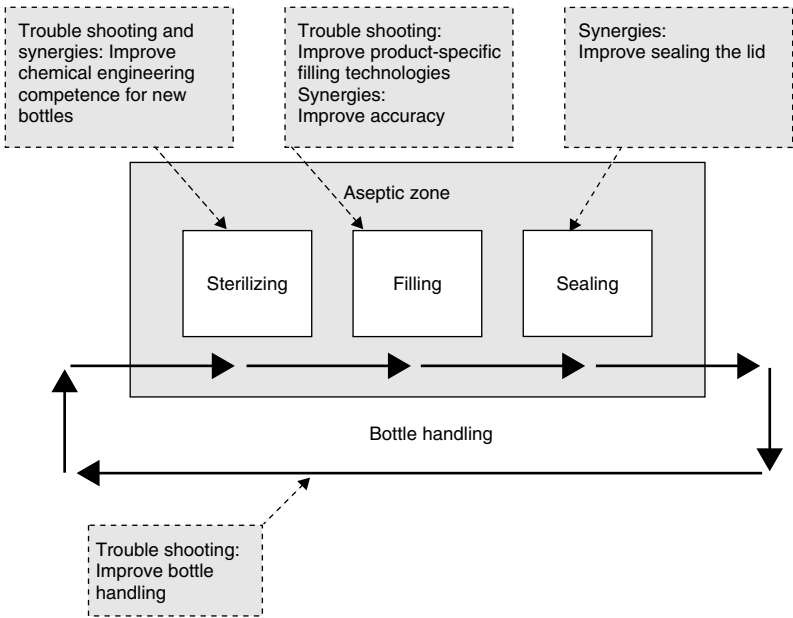 Trouble shooting and
synergies: Improve
chemical engineering
competence for new
bottles
Trouble shooting:
Improve product-specific
filling technologies
Synergies:
Improve accuracy
Synergies:
Improve sealing the lid
Aseptic zone
Sterilizing
Filling
Sealing
Bottle handling
Trouble shooting:
Improve bottle
handling